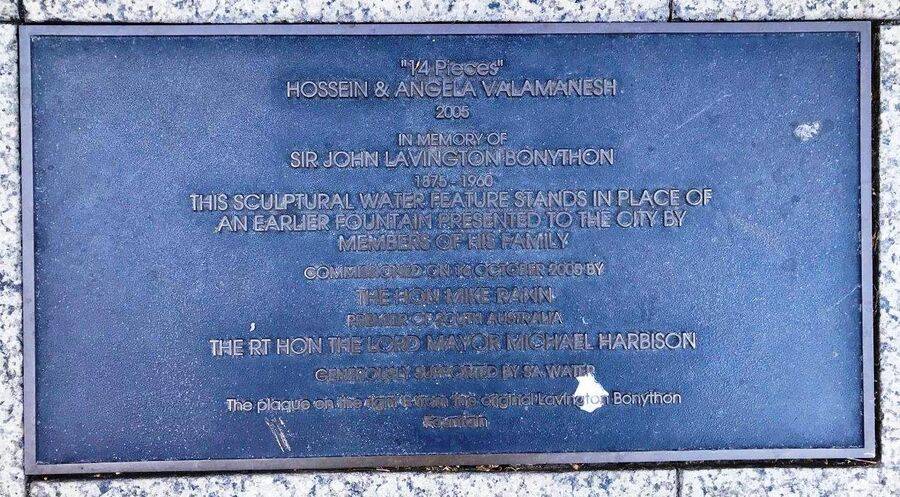 "14 Pieces"
HOSSEIN & ANGELA VALAMANESH
2005
IN MEMORY OF
SIR JOHN LAVINGTON BONYTHON
1875 - 1960
THIS SCULPTURAL WATER FEATURE STANDS IN PLACE OF
AN EARLIER FOUNTAIN PRESENTED TO THE CITY BY
MEMBERS OF HIS FAMILY
COMMISSIONED ON OCTOBER 2005 BY
THE HON MIKE RANN
PREMIER OF SOUTH AUSTRALIA
THE RT HON THE LORD MAYOR MICHAEL HARBISON
GENEROUSLY SUPPORTED BY SA WATER
The plaque on the right is from the original Lavington Bonython
Fountain